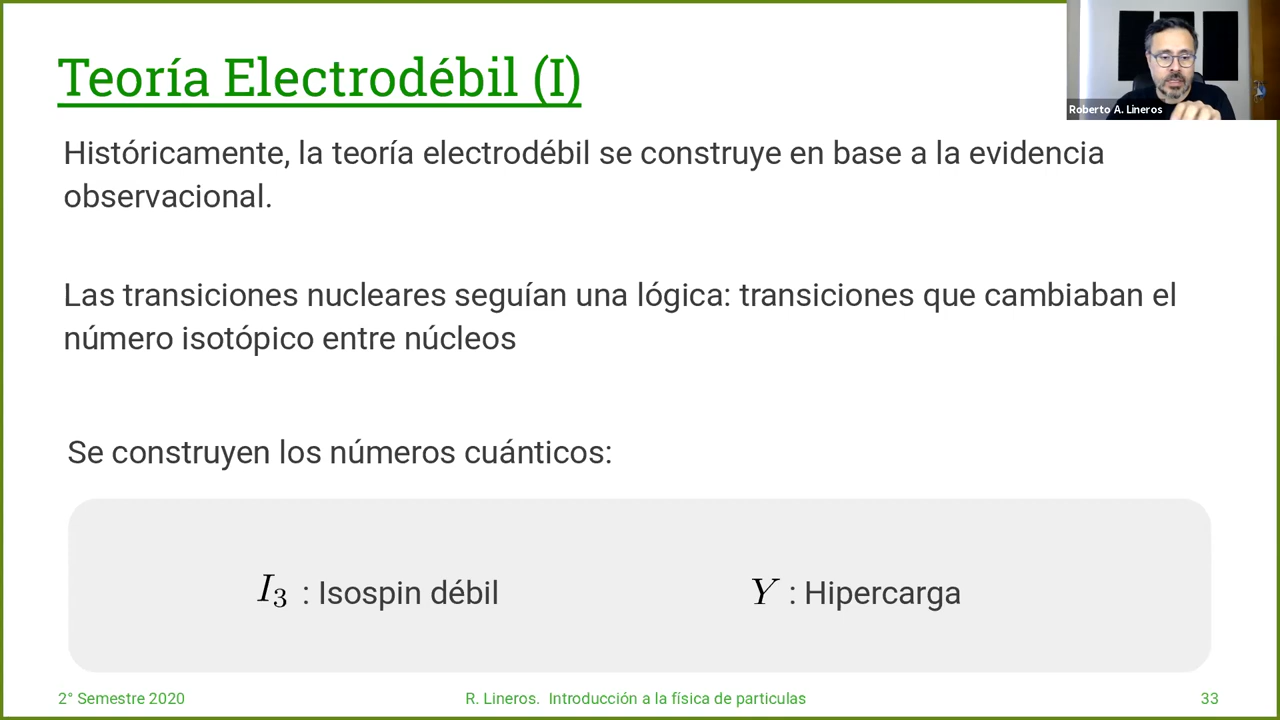 Teoría Electrodébil (I)
Roberto A. Lineros
Históricamente, la teoría electrodébil se construye en base a la evidencia
observacional.
Las transiciones nucleares seguían una lógica: transiciones que cambiaban el
número isotópico entre núcleos
Se construyen los números cuánticos:
I₃ : Isospin débil
Y : Hipercarga
2° Semestre 2020
R. Lineros. Introducción a la física de particulas
33